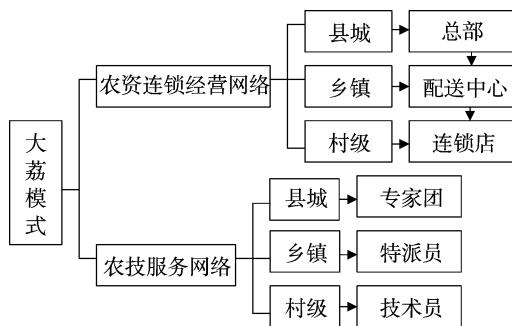 大荔模式
农资连锁经营网络
县城
总部
乡镇
配送中心
村级
连锁店
农技服务网络
县城
专家团
乡镇
特派员
村级
技术员